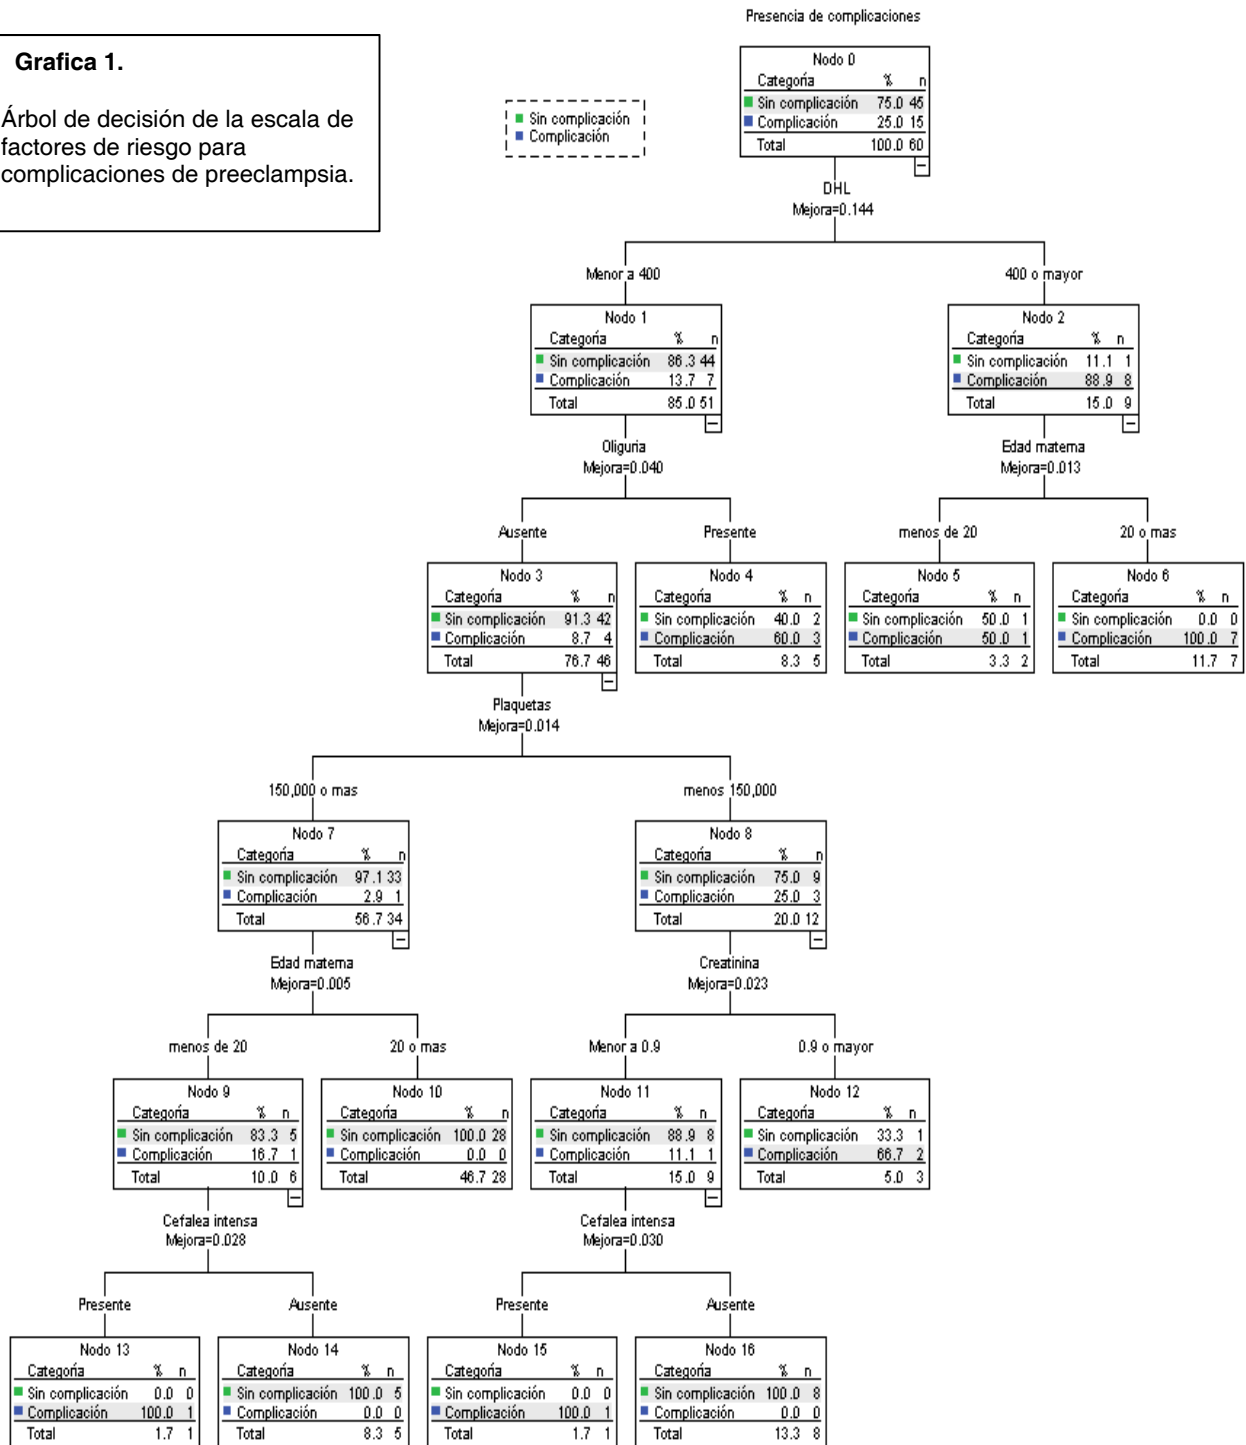 Presencia de complicaciones
Grafica 1.
Árbol de decisión de la escala de
factores de riesgo para
complicaciones de preeclampsia.
Sin complicación
Complicación
Nodo 0
Categoría % n
Sin complicación 75.0 45
Complicación 25.0 15
Total 100.0 60
DHL
Mejora=0.144
Menor a 400
400 o mayor
Nodo 1
Categoría % n
Sin complicación 86.3 44
Complicación 13.7 7
Total 85.0 51
Nodo 2
Categoría % n
Sin complicación 11.1 1
Complicación 88.9 8
Total 15.0 9
Oliguria
Mejora=0.040
Edad materna
Mejora=0.013
Ausente
Presente
menos de 20
20 o mas
Nodo 3
Categoría % n
Sin complicación 91.3 42
Complicación 8.7 4
Total 76.7 46
Nodo 4
Categoría % n
Sin complicación 40.0 2
Complicación 60.0 3
Total 8.3 5
Nodo 5
Categoría % n
Sin complicación 50.0 1
Complicación 50.0 1
Total 3.3 2
Nodo 6
Categoría % n
Sin complicación 0.0 0
Complicación 100.0 7
Total 11.7 7
Plaquetas
Mejora=0.014
150,000 o mas
menos 150,000
Nodo 7
Categoría % n
Sin complicación 97.1 33
Complicación 2.9 1
Total 56.7 34
Nodo 8
Categoría % n
Sin complicación 75.0 9
Complicación 25.0 3
Total 20.0 12
Edad materna
Mejora=0.005
Creatinina
Mejora=0.023
menos de 20
20 o mas
Menor a 0.9
0.9 o mayor
Nodo 9
Categoría % n
Sin complicación 83.3 5
Complicación 16.7 1
Total 10.0 6
Nodo 10
Categoría % n
Sin complicación 100.0 28
Complicación 0.0 0
Total 46.7 28
Nodo 11
Categoría % n
Sin complicación 88.9 8
Complicación 11.1 1
Total 15.0 9
Nodo 12
Categoría % n
Sin complicación 33.3 1
Complicación 66.7 2
Total 5.0 3
Cefalea intensa
Mejora=0.028
Cefalea intensa
Mejora=0.030
Presente
Ausente
Presente
Ausente
Nodo 13
Categoría % n
Sin complicación 0.0 0
Complicación 100.0 1
Total 1.7 1
Nodo 14
Categoría % n
Sin complicación 100.0 5
Complicación 0.0 0
Total 8.3 5
Nodo 15
Categoría % n
Sin complicación 0.0 0
Complicación 100.0 1
Total 1.7 1
Nodo 16
Categoría % n
Sin complicación 100.0 8
Complicación 0.0 0
Total 13.3 8